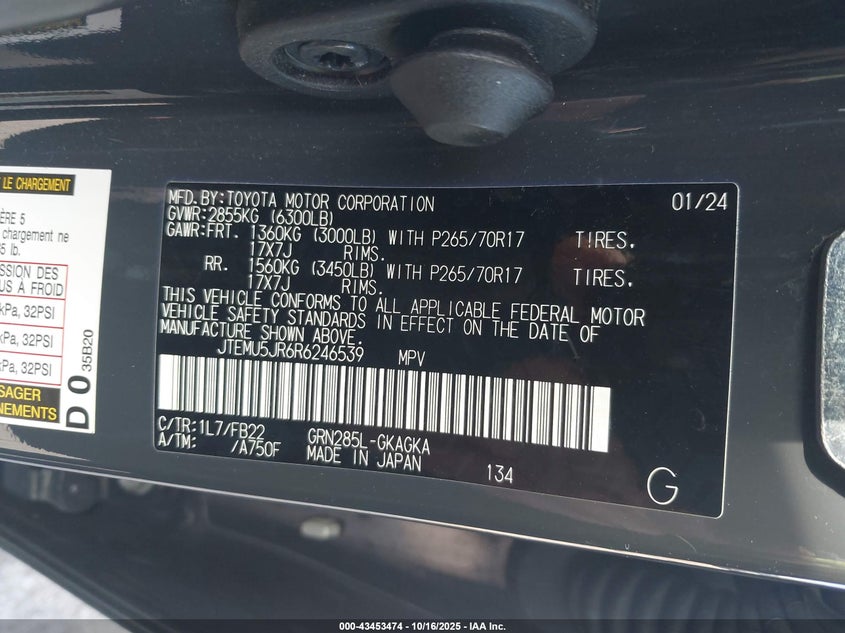 LE CHARGEMENT
ÈRE 5
chargement ne
5 lb.
SSION DES
US À FROID
kPa, 32PSI
kPa, 32PSI
kPa, 32PSI
SAGER
NEMENTS
D 0
35B20
MFD.BY:TOYOTA MOTOR CORPORATION 01/24
GVWR:2855KG (6300LB)
GAWR:FRT. 1360KG (3000LB) WITH P265/70R17 TIRES.
17X7J RIMS.
RR. 1560KG (3450LB) WITH P265/70R17 TIRES.
17X7J RIMS.
THIS VEHICLE CONFORMS TO ALL APPLICABLE FEDERAL MOTOR
VEHICLE SAFETY STANDARDS IN EFFECT ON THE DATE OF
MANUFACTURE SHOWN ABOVE.
JTEMU5JR6R6246539 MPV
C/TR:1L7/FB22 GRN285L-GKAGKA
A/TM: /A750F MADE IN JAPAN 134
G
000-43453474 - 10/16/2025 - IAA Inc.